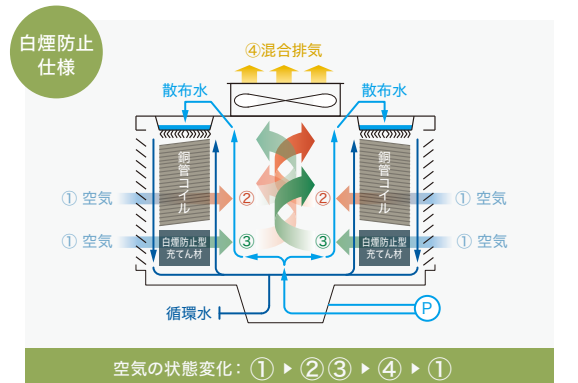 白煙防止
仕様
④混合排気
散布水
散布水
銅管コイル
銅管コイル
① 空気
②
②
① 空気
① 空気
白煙防止型
充てん材
③
③
白煙防止型
充てん材
① 空気
循環水
P
空気の状態変化：①▶②③▶④▶①